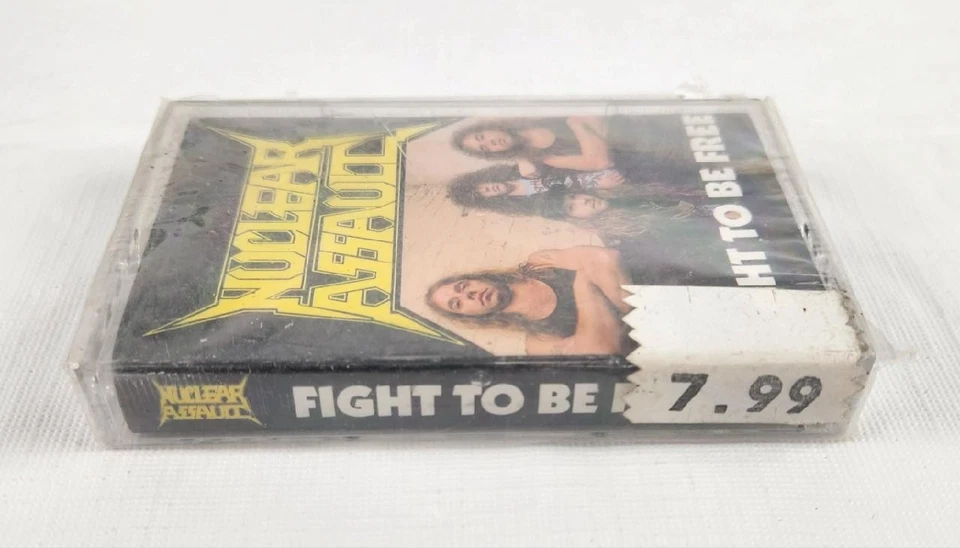 NUCLEAR
ASSAULT
HT TO BE FREE
NUCLEAR
ASSAULT
FIGHT TO BE
7.99